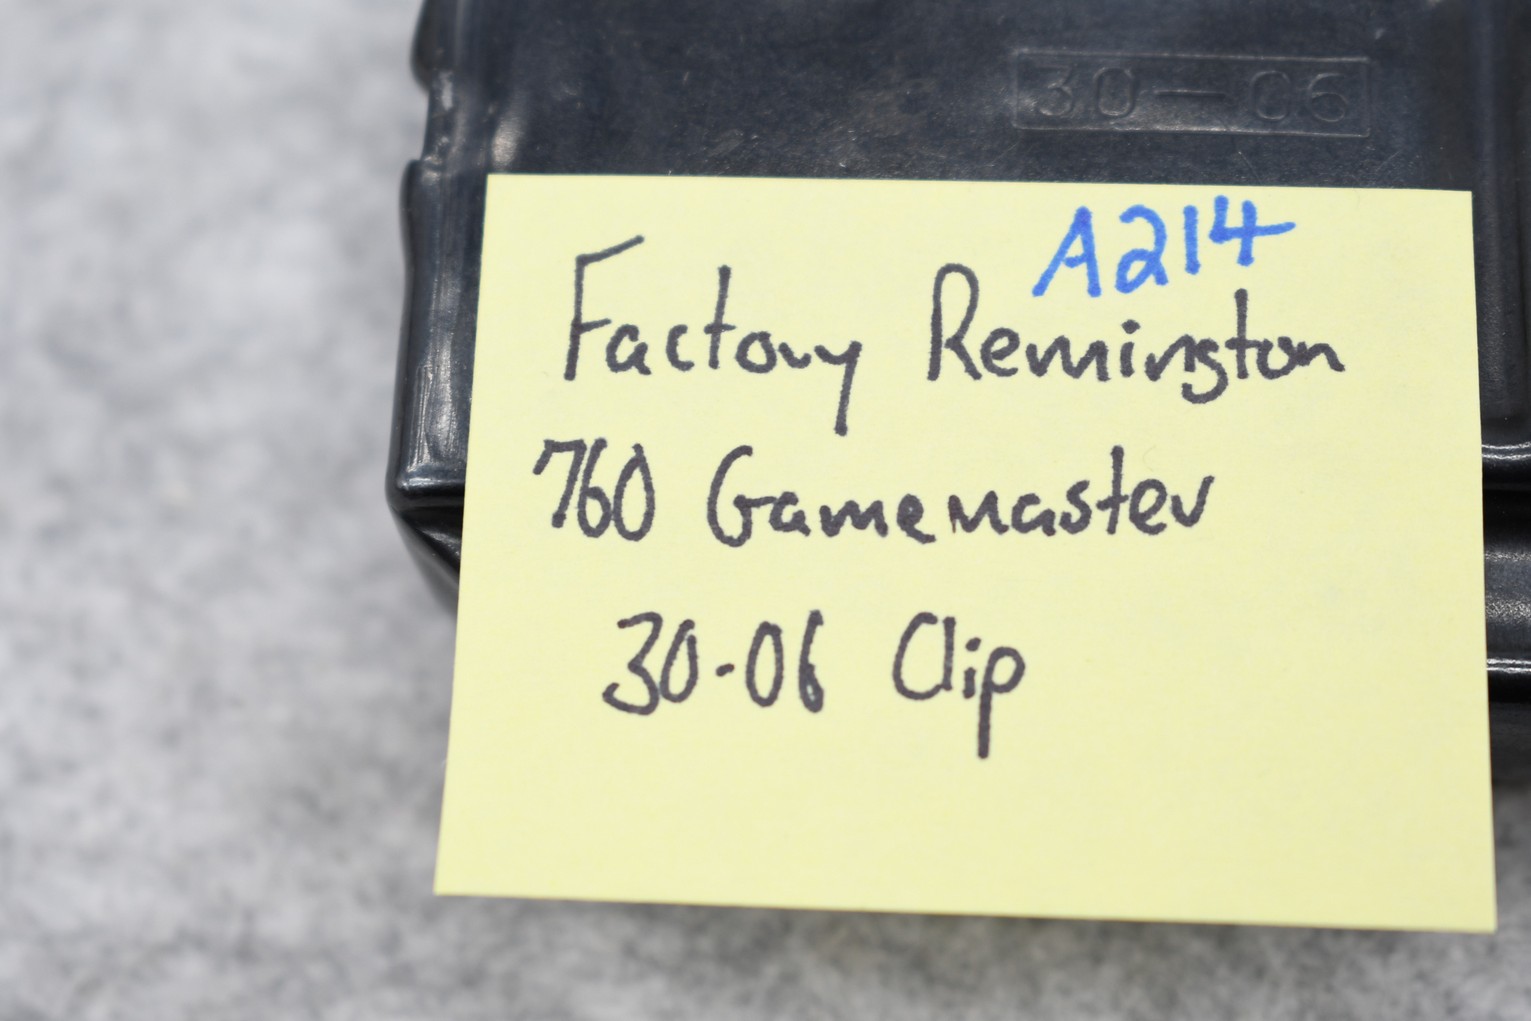 30-06
A214
Factory Remington
760 Gamemaster
30-06 Clip